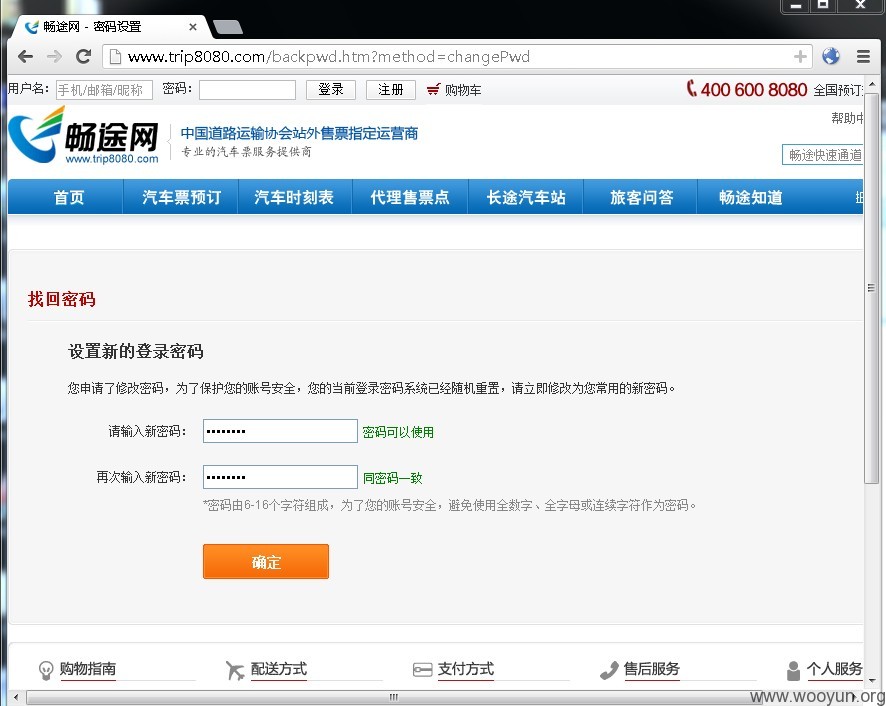 畅途网 - 密码设置
www.trip8080.com/backpwd.htm?method=changePwd
用户名： 手机/邮箱/昵称 密码： 登录 注册 购物车 400 600 8080 全国预订
帮助中
畅途网 www.trip8080.com
中国道路运输协会站外售票指定运营商
专业的汽车票服务提供商
畅途快速通道
首页 汽车票预订 汽车时刻表 代理售票点 长途汽车站 旅客问答 畅途知道
找回密码
设置新的登录密码
您申请了修改密码，为了保护您的账号安全，您的当前登录密码系统已经随机重置，请立即修改为您常用的新密码。
请输入新密码： •••••••• 密码可以使用
再次输入新密码： •••••••• 同密码一致
*密码由6-16个字符组成，为了您的账号安全，避免使用全数字、全字母或连续字符作为密码。
确定
购物指南 配送方式 支付方式 售后服务 个人服务
www.wooyun.org